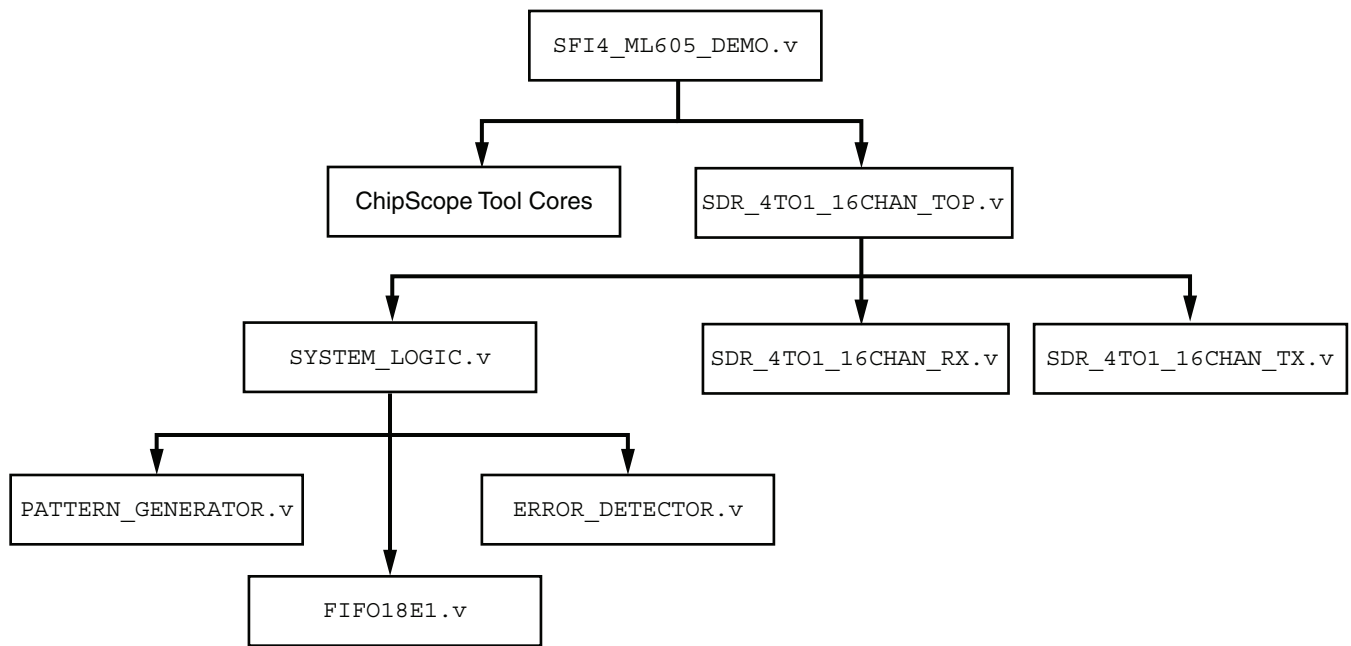 SFI4_ML605_DEMO.v
ChipScope Tool Cores
SDR_4TO1_16CHAN_TOP.v
SYSTEM_LOGIC.v
SDR_4TO1_16CHAN_RX.v
SDR_4TO1_16CHAN_TX.v
PATTERN_GENERATOR.v
ERROR_DETECTOR.v
FIFO18E1.v